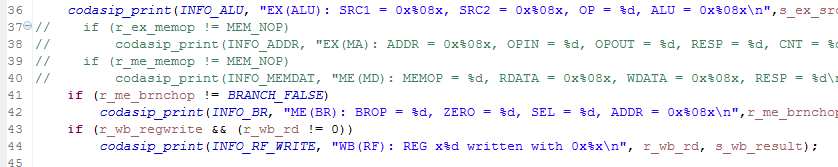 36 codasip_print(INFO_ALU, "EX(ALU): SRC1 = 0x%08x, SRC2 = 0x%08x, OP = %d, ALU = 0x%08x\n",s_ex_src
37 // if (r_ex_memop != MEM_NOP)
38 // codasip_print(INFO_ADDR, "EX(MA): ADDR = 0x%08x, OPIN = %d, OPOUT = %d, RESP = %d, CNT = %d
39 // if (r_me_memop != MEM_NOP)
40 // codasip_print(INFO_MEMDAT, "ME(MD): MEMOP = %d, RDATA = 0x%08x, WDATA = 0x%08x, RESP = %d\n
41 if (r_me_brnchop != BRANCH_FALSE)
42 codasip_print(INFO_BR, "ME(BR): BROP = %d, ZERO = %d, SEL = %d, ADDR = 0x%08x\n",r_me_brnchop
43 if (r_wb_regwrite && (r_wb_rd != 0))
44 codasip_print(INFO_RF_WRITE, "WB(RF): REG x%d written with 0x%x\n", r_wb_rd, s_wb_result);
45